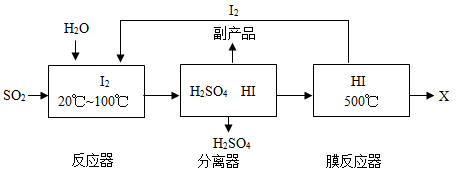 I₂
H₂O
副产品
SO₂
I₂
20℃~100℃
H₂SO₄ HI
HI
500℃
X
H₂SO₄
反应器
分离器
膜反应器